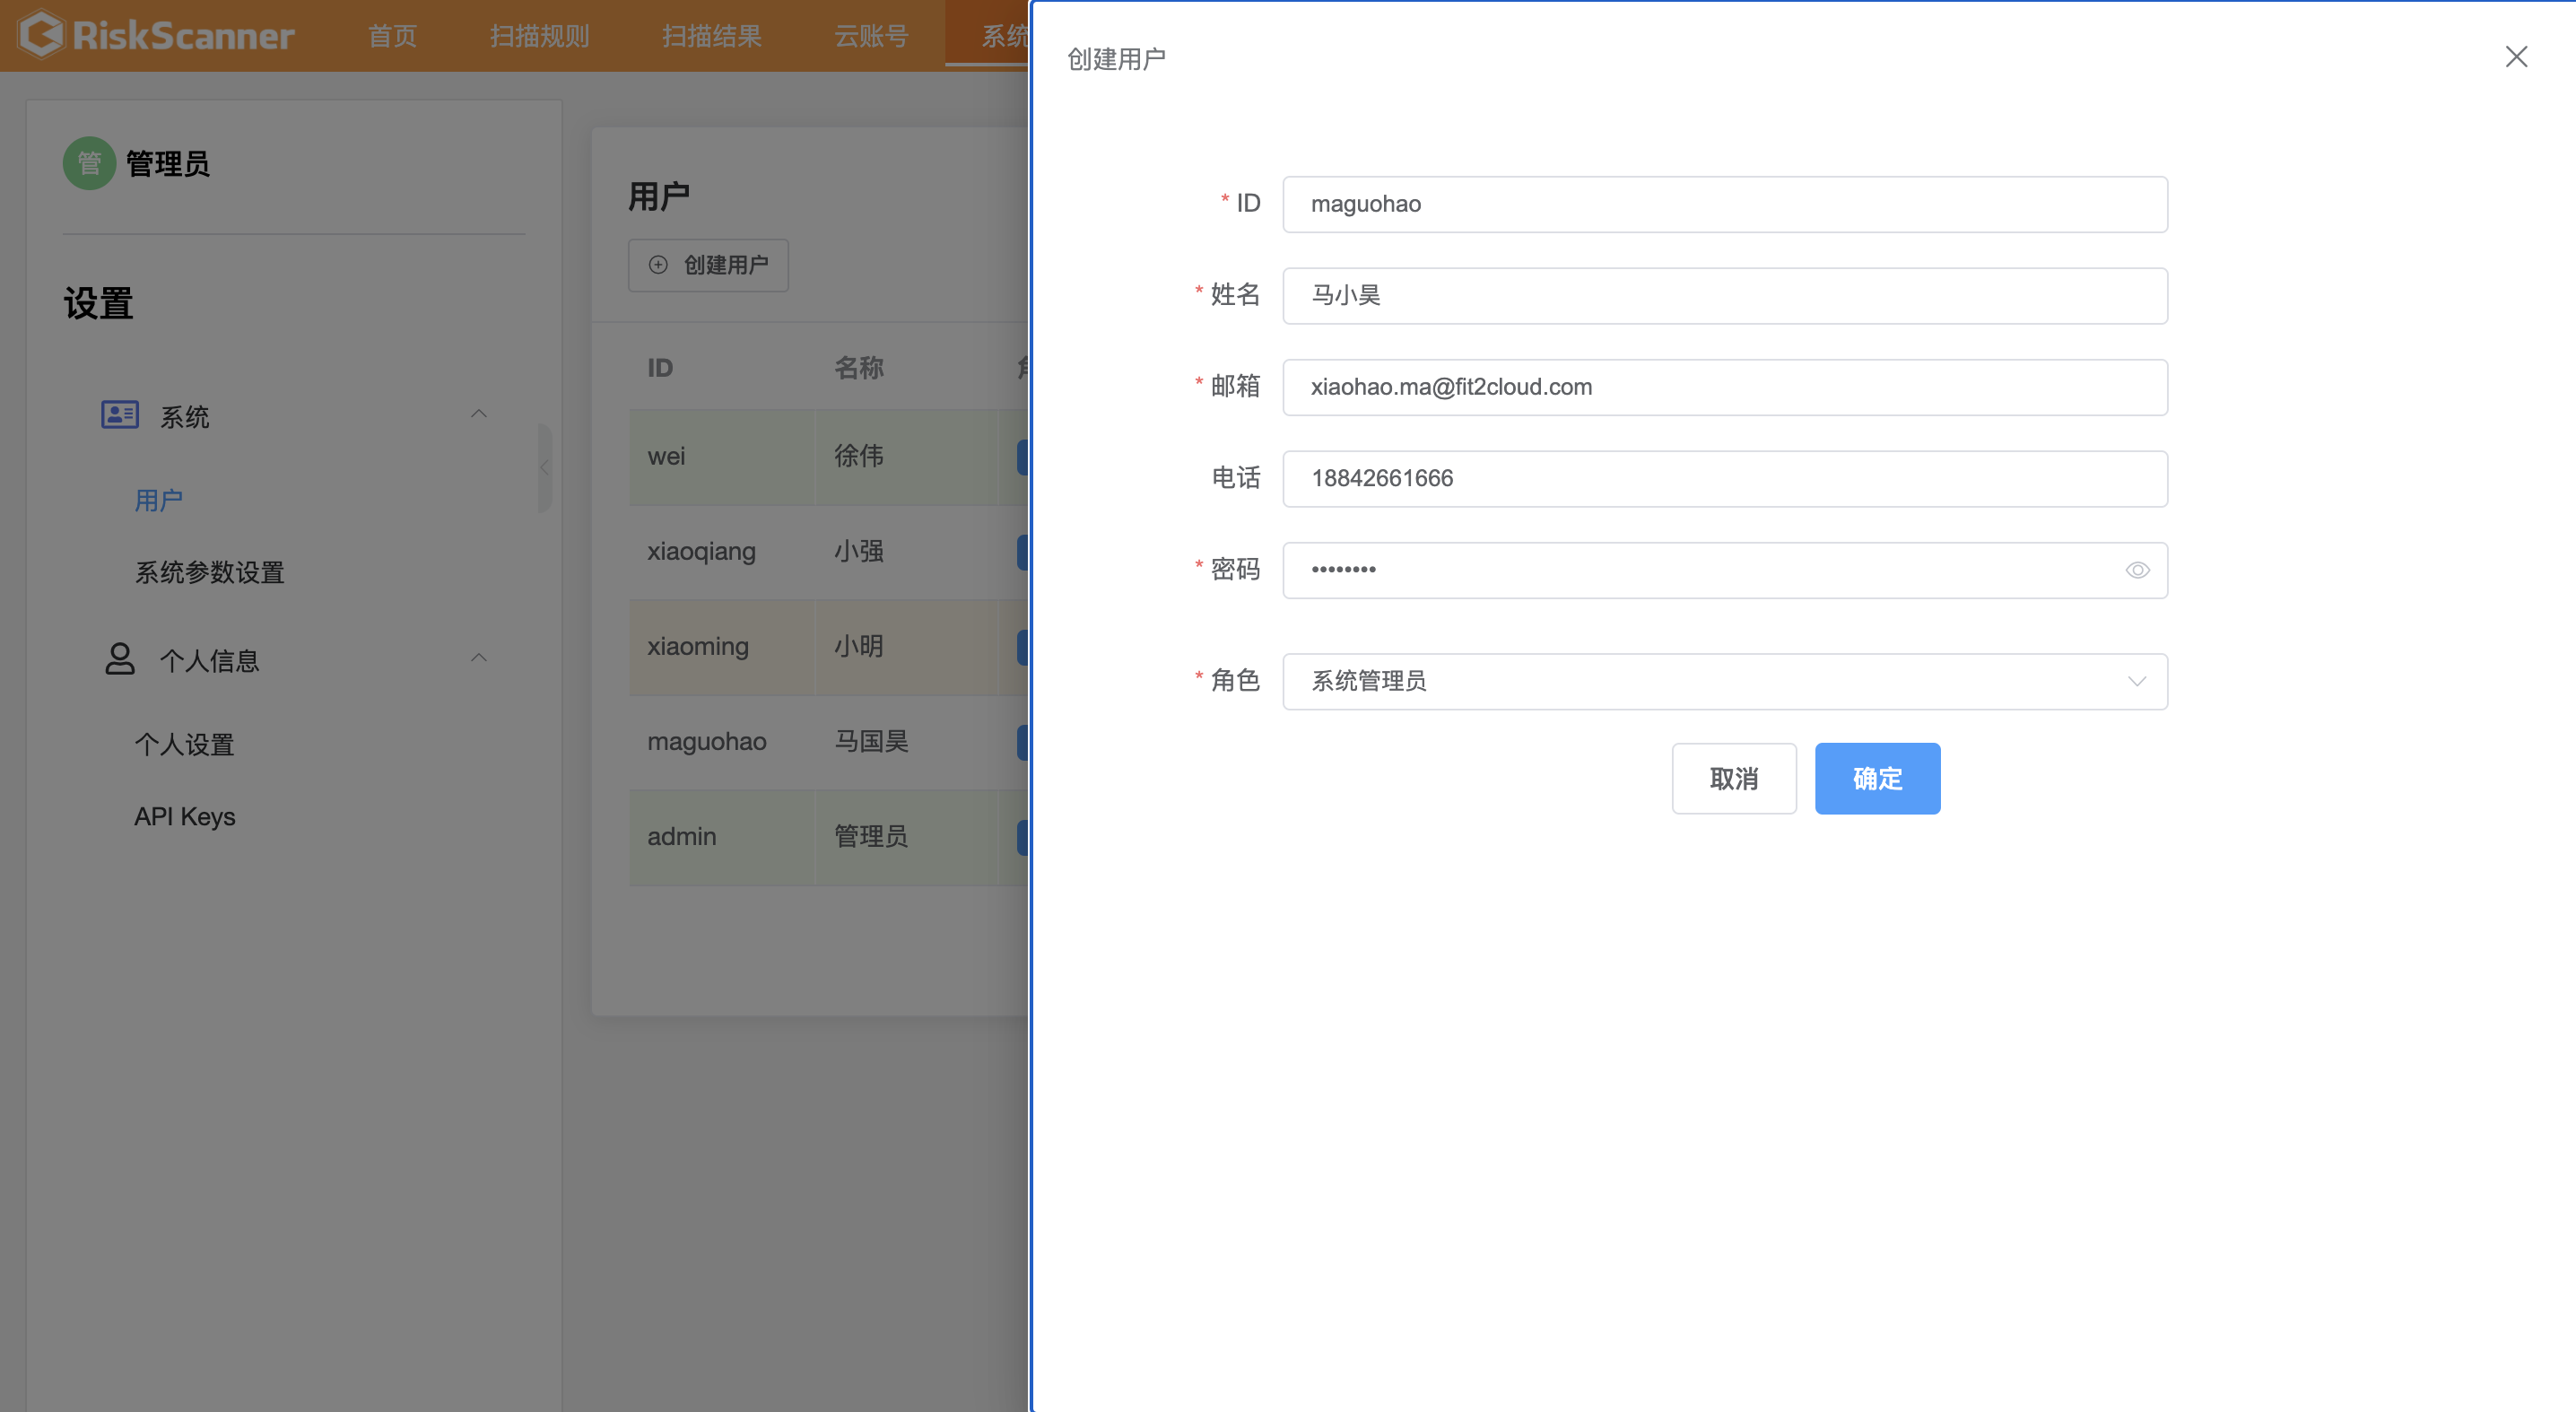 RiskScanner 首页 扫描规则 扫描结果 云账号 系统
管 管理员
设置
系统
用户
系统参数设置
个人信息
个人设置
API Keys
用户
创建用户
ID 名称
wei 徐伟
xiaoqiang 小强
xiaoming 小明
maguohao 马国昊
admin 管理员
创建用户
* ID maguohao
* 姓名 马小昊
* 邮箱 xiaohao.ma@fit2cloud.com
电话 18842661666
* 密码 ••••••••
* 角色 系统管理员
取消 确定